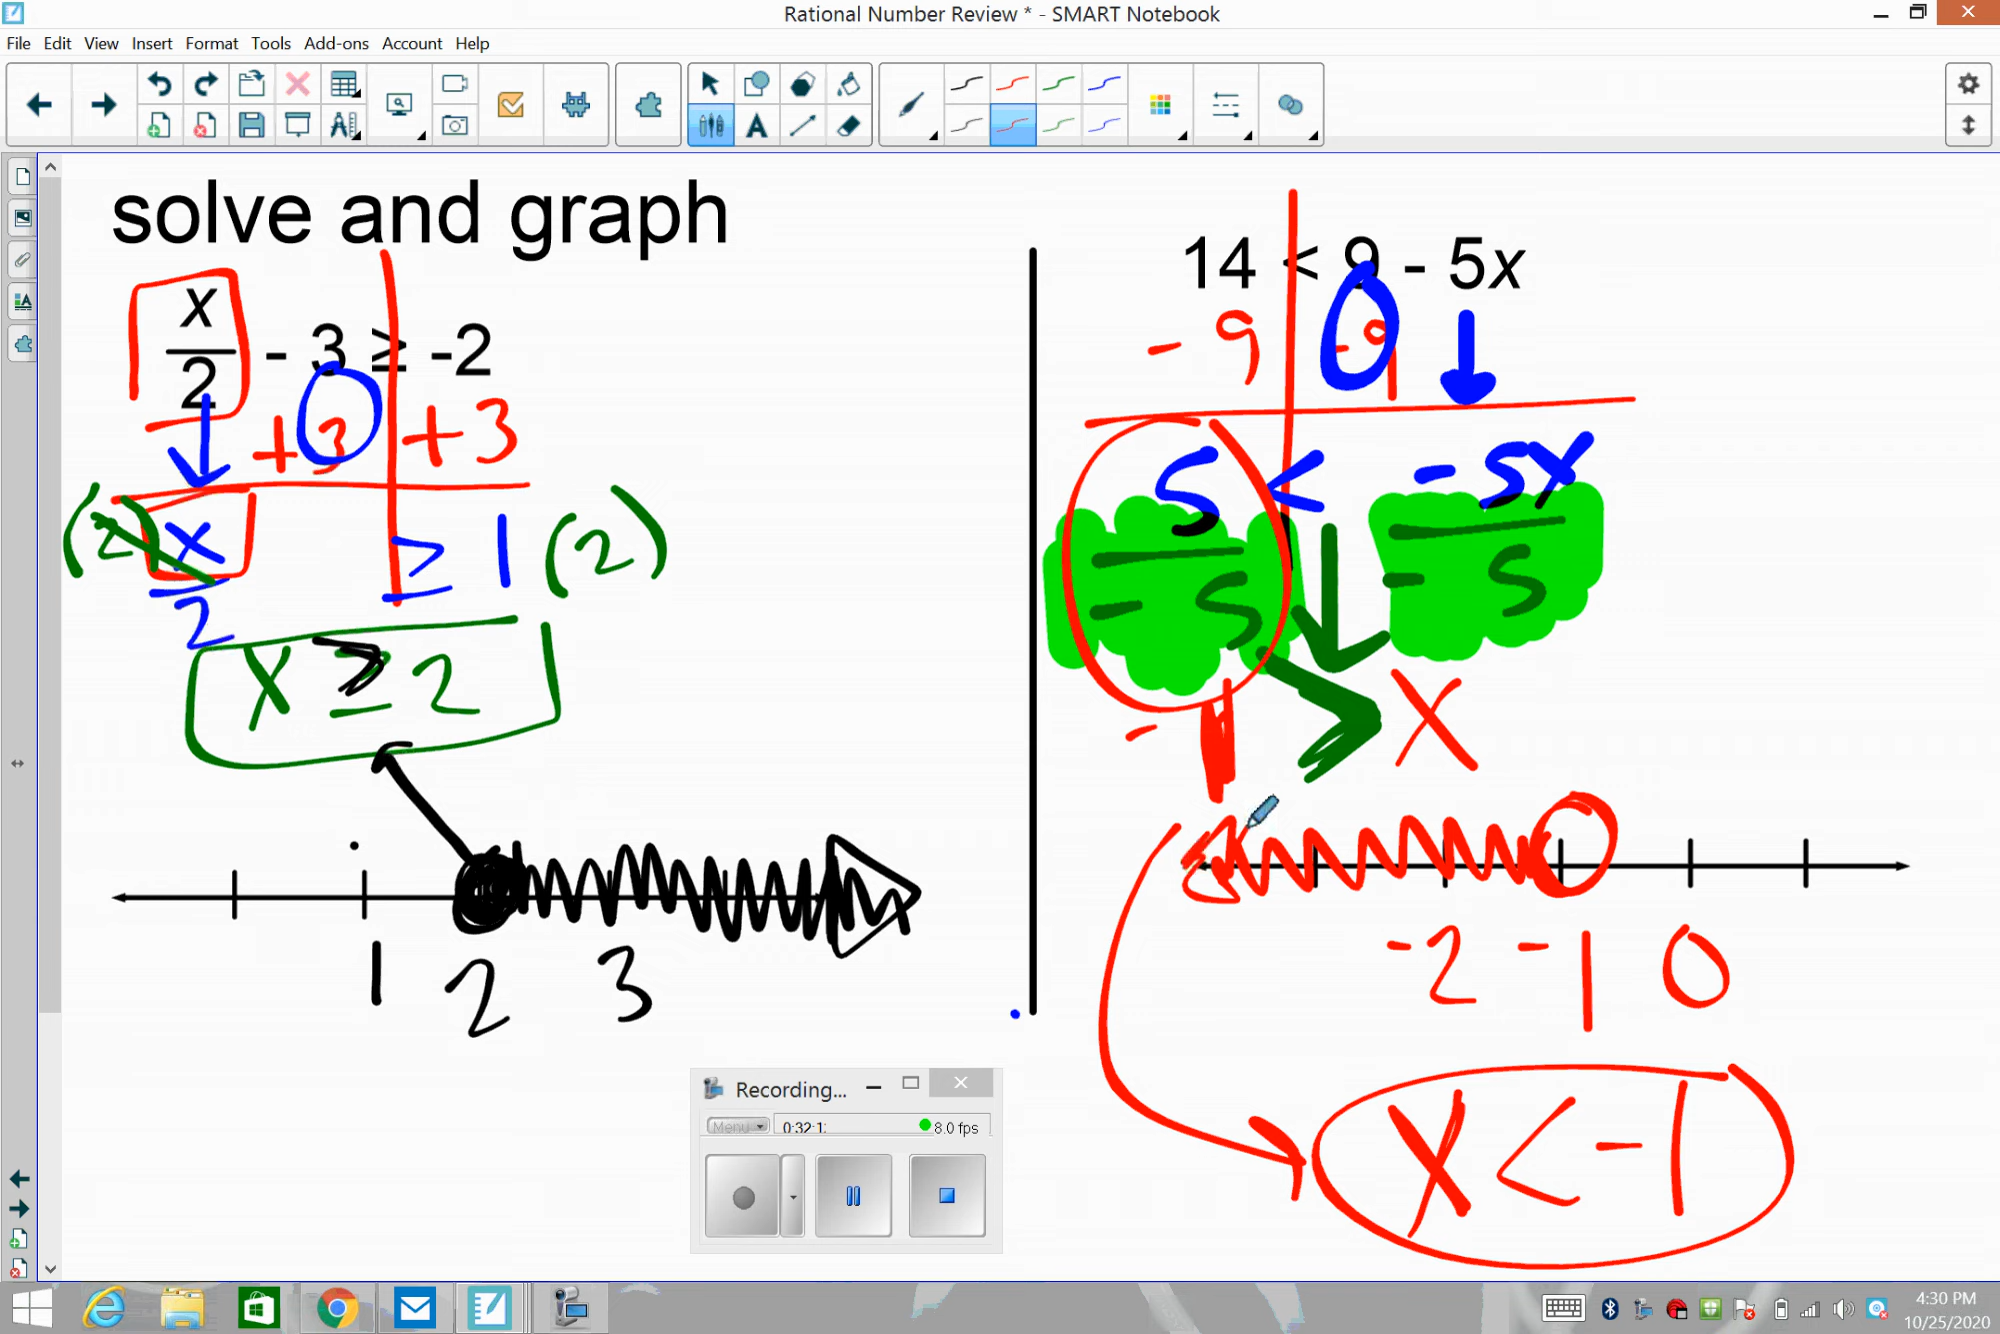 Rational Number Review * - SMART Notebook
File Edit View Insert Format Tools Add-ons Account Help
solve and graph
x
2
- 3 ≥ -2
+ 3 + 3
(2) x ≥ 1 (2)
2
x ≥ 2
1 2 3
14 < 9 - 5x
- 9 - 9
5 < - 5x
- 5 - 5
- 1 > x
-2 -1 0
x < -1
Recording...
Menu 0:32:1 8.0 fps
4:30 PM
10/25/2020